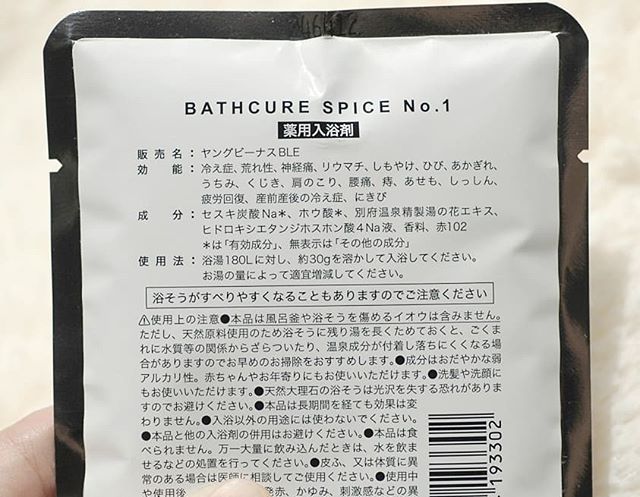 BATHCURE SPICE No.1
薬用入浴剤
販売名：ヤングビーナスBLE
効能：冷え症、荒れ性、神経痛、リウマチ、しもやけ、ひび、あかぎれ、
うちみ、くじき、肩のこり、腰痛、痔、あせも、しっしん、
疲労回復、産前産後の冷え症、にきび
成分：セスキ炭酸Na＊、ホウ酸＊、別府温泉精製湯の花エキス、
ヒドロキシエタンジホスホン酸4Na液、香料、赤102
＊は「有効成分」、無表示は「その他の成分」
使用法：浴湯180Lに対し、約30gを溶かして入浴してください。
お湯の量によって適宜増減してください。
浴そうがすべりやすくなることもありますのでご注意ください
⚠使用上の注意●本品は風呂釜や浴そうを傷めるイオウは含みません。
ただし、天然原料使用のため浴そうに残り湯を長くためておくと、ごくま
れに水質等の関係からざらついたり、温泉成分が付着し落ちにくくなる場
合がありますのでお早めのお掃除をおすすめします。●成分はおだやかな弱
アルカリ性。赤ちゃんやお年寄りにもお使いいただけます。●洗髪や洗顔に
もお使いいただけます。●天然大理石の浴そうは光沢を失する恐れがありま
すのでお避けください。●本品は長期間を経ても効果は変
わりません。●入浴以外の用途には使わないでください。
●本品と他の入浴剤の併用はお避けください。●本品は食
べられません。万一大量に飲み込んだときは、水を飲ま
せるなどの処置を行ってください。●皮ふ、又は体質に異
常のある場合は医師に相談してご使用ください。●使用中
や使用後
発赤、かゆみ、刺激感などの異
193302